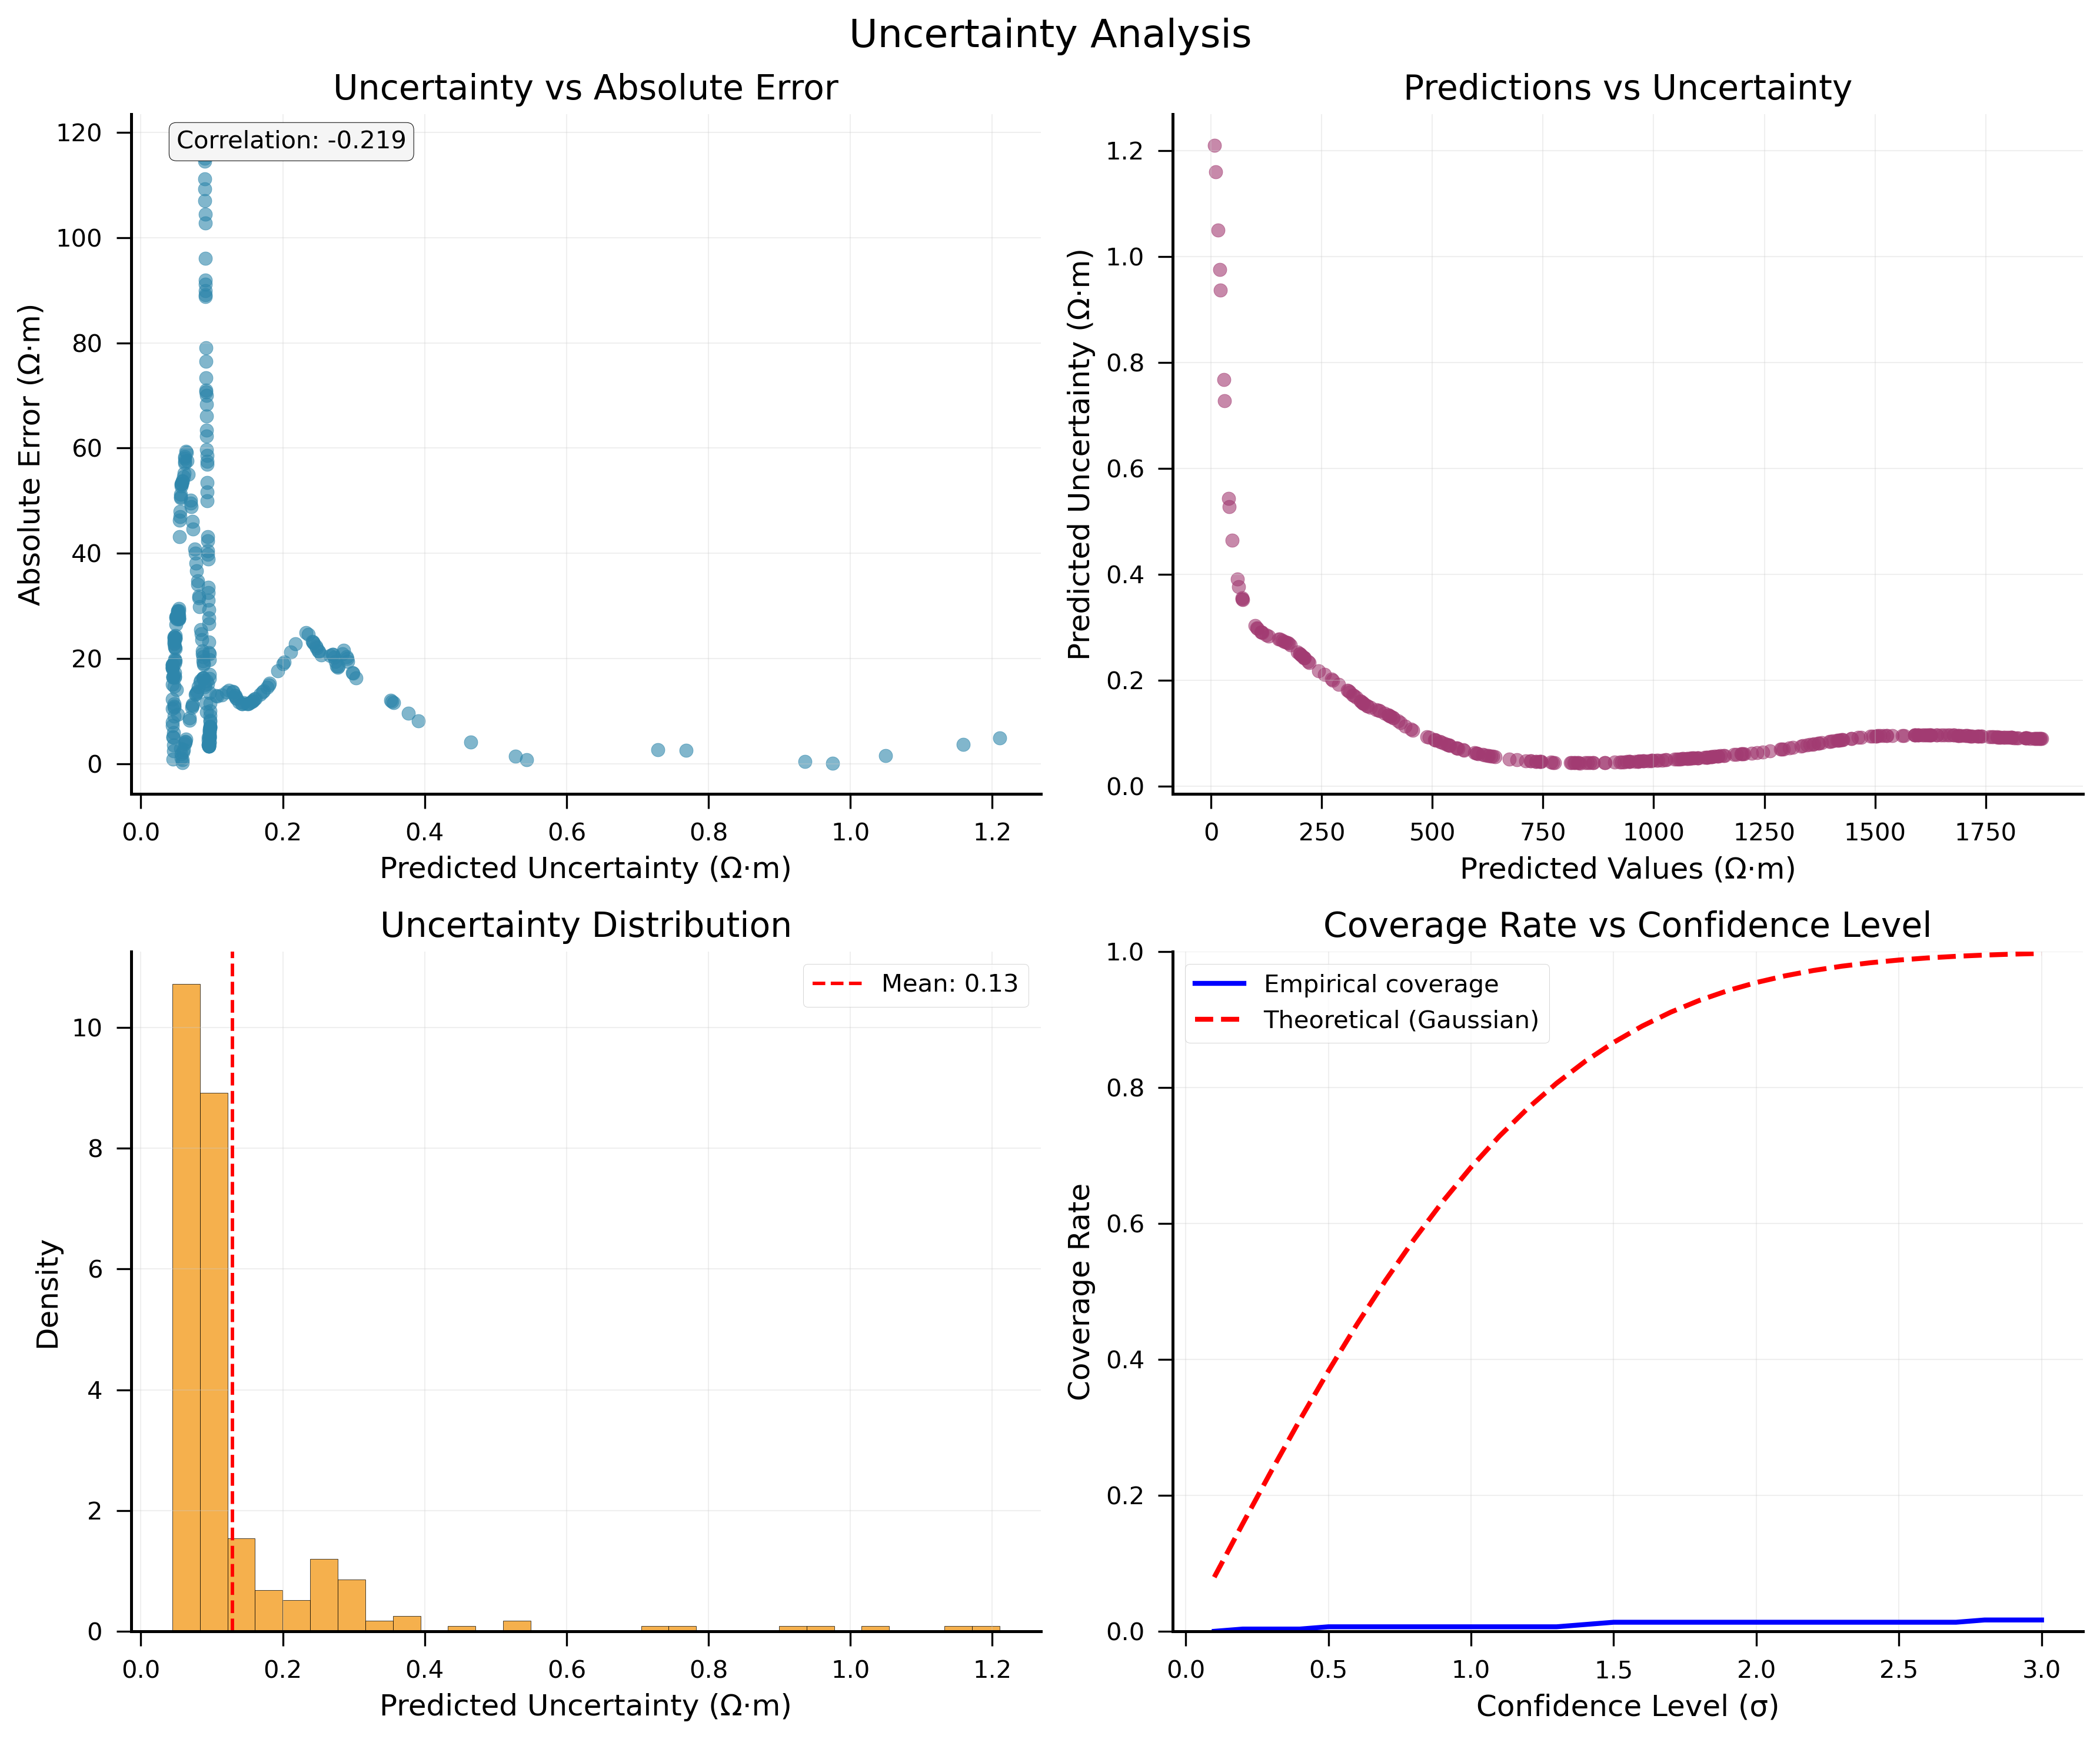 Uncertainty Analysis
Uncertainty vs Absolute Error
Correlation: -0.219
120
100
80
60
40
20
0
Absolute Error (Ω·m)
0.0 0.2 0.4 0.6 0.8 1.0 1.2
Predicted Uncertainty (Ω·m)
Predictions vs Uncertainty
1.2
1.0
0.8
0.6
0.4
0.2
0.0
Predicted Uncertainty (Ω·m)
0 250 500 750 1000 1250 1500 1750
Predicted Values (Ω·m)
Uncertainty Distribution
Mean: 0.13
10
8
6
4
2
0
Density
0.0 0.2 0.4 0.6 0.8 1.0 1.2
Predicted Uncertainty (Ω·m)
Coverage Rate vs Confidence Level
Empirical coverage
Theoretical (Gaussian)
1.0
0.8
0.6
0.4
0.2
0.0
Coverage Rate
0.0 0.5 1.0 1.5 2.0 2.5 3.0
Confidence Level (σ)